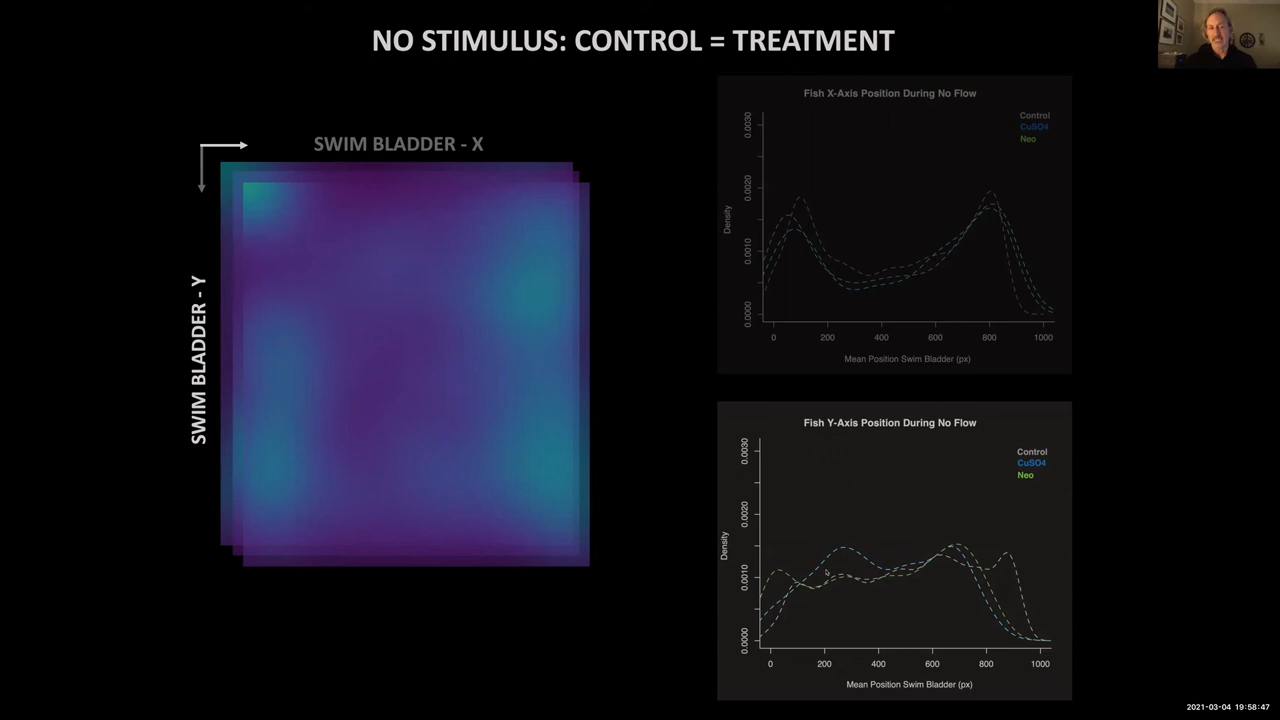 NO STIMULUS: CONTROL = TREATMENT
SWIM BLADDER - X
SWIM BLADDER - Y
Fish X-Axis Position During No Flow
Control
CuSO4
Neo
Density
0.0000
0.0010
0.0020
0.0030
0
200
400
600
800
1000
Mean Position Swim Bladder (px)
Fish Y-Axis Position During No Flow
Control
CuSO4
Neo
Density
0.0000
0.0010
0.0020
0.0030
0
200
400
600
800
1000
Mean Position Swim Bladder (px)
2021-03-04 19:58:47